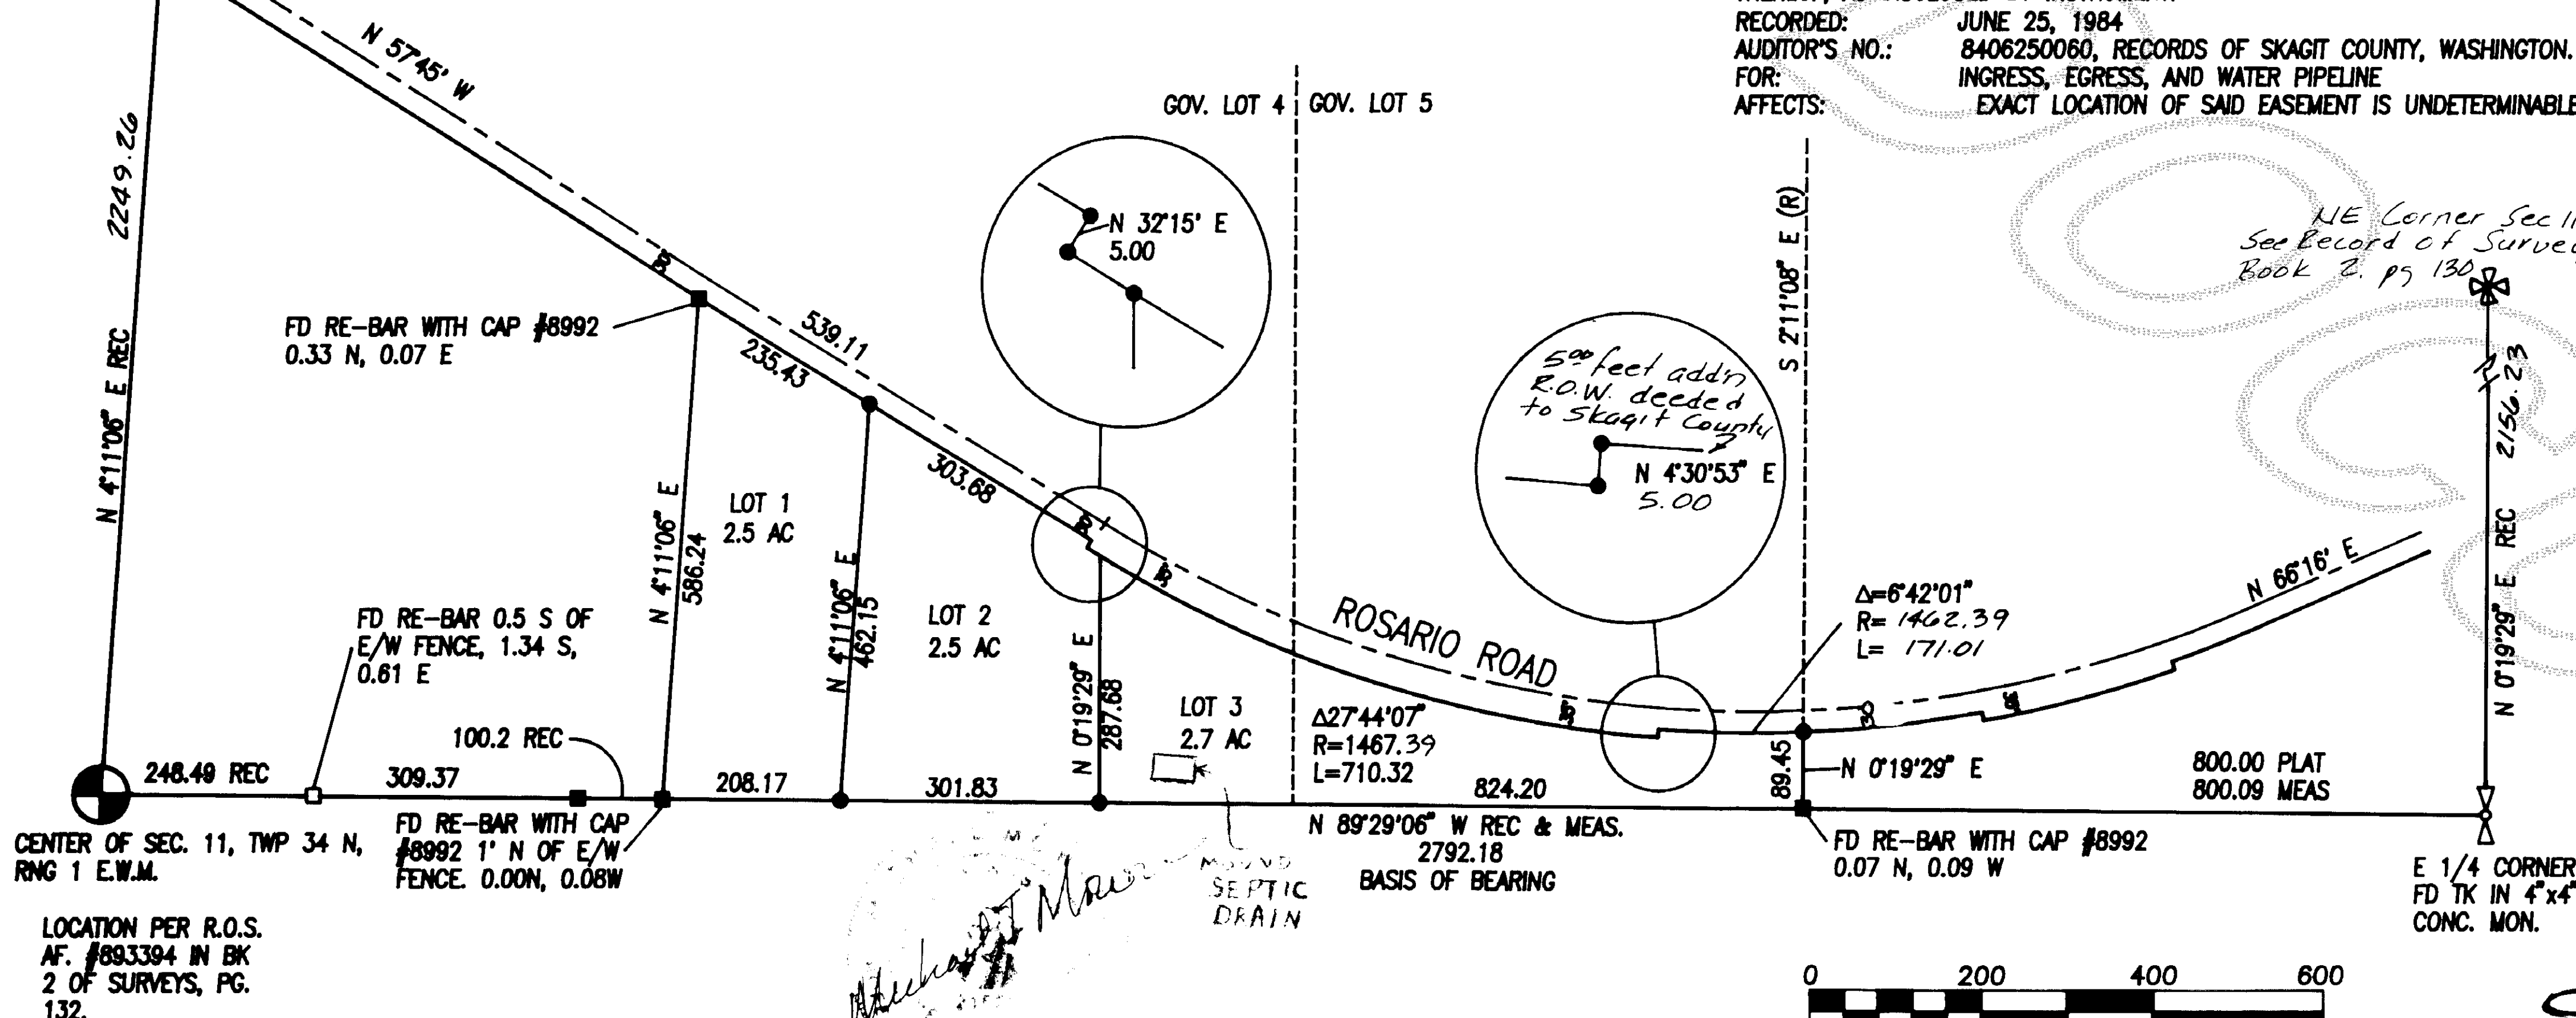 RECORDED: JUNE 25, 1984
AUDITOR'S NO.: 8406250060, RECORDS OF SKAGIT COUNTY, WASHINGTON.
FOR: INGRESS, EGRESS, AND WATER PIPELINE
AFFECTS: EXACT LOCATION OF SAID EASEMENT IS UNDETERMINABLE
N 57°45' W
GOV. LOT 4
GOV. LOT 5
N 4°11'06" E REC 2249.26
N 32°15' E
5.00
S 2°11'08" E (R)
NE Corner Sec 11
See Record of Survey
Book 2. pg 130
FD RE-BAR WITH CAP #8992
0.33 N, 0.07 E
30'
539.11
235.43
303.68
5⁰⁰ feet add'n
R.O.W. deeded
to Skagit County
N 4°30'53" E
5.00
N 0°19'29" E REC 2156.23
LOT 1
2.5 AC
N 4°11'06" E
586.24
N 4°11'06" E
462.15
LOT 2
2.5 AC
30'
35'
N 66°16' E
Δ=6°42'01"
R= 1462.39
L= 171.01
FD RE-BAR 0.5 S OF
E/W FENCE, 1.34 S,
0.61 E
ROSARIO ROAD
N 0°19'29" E
287.68
LOT 3
2.7 AC
Δ27°44'07"
R=1467.39
L=710.32
35'
30
100.2 REC
248.49 REC
309.37
208.17
301.83
824.20
89.45
N 0°19'29" E
800.00 PLAT
800.09 MEAS
CENTER OF SEC. 11, TWP 34 N,
RNG 1 E.W.M.
FD RE-BAR WITH CAP
#8992 1' N OF E/W
FENCE. 0.00N, 0.08W
N 89°29'06" W REC & MEAS.
2792.18
BASIS OF BEARING
FD RE-BAR WITH CAP #8992
0.07 N, 0.09 W
E 1/4 CORNER
FD TK IN 4"x4"
CONC. MON.
MOUND
SEPTIC
DRAIN
LOCATION PER R.O.S.
AF. #893394 IN BK
2 OF SURVEYS, PG.
132.
0 200 400 600